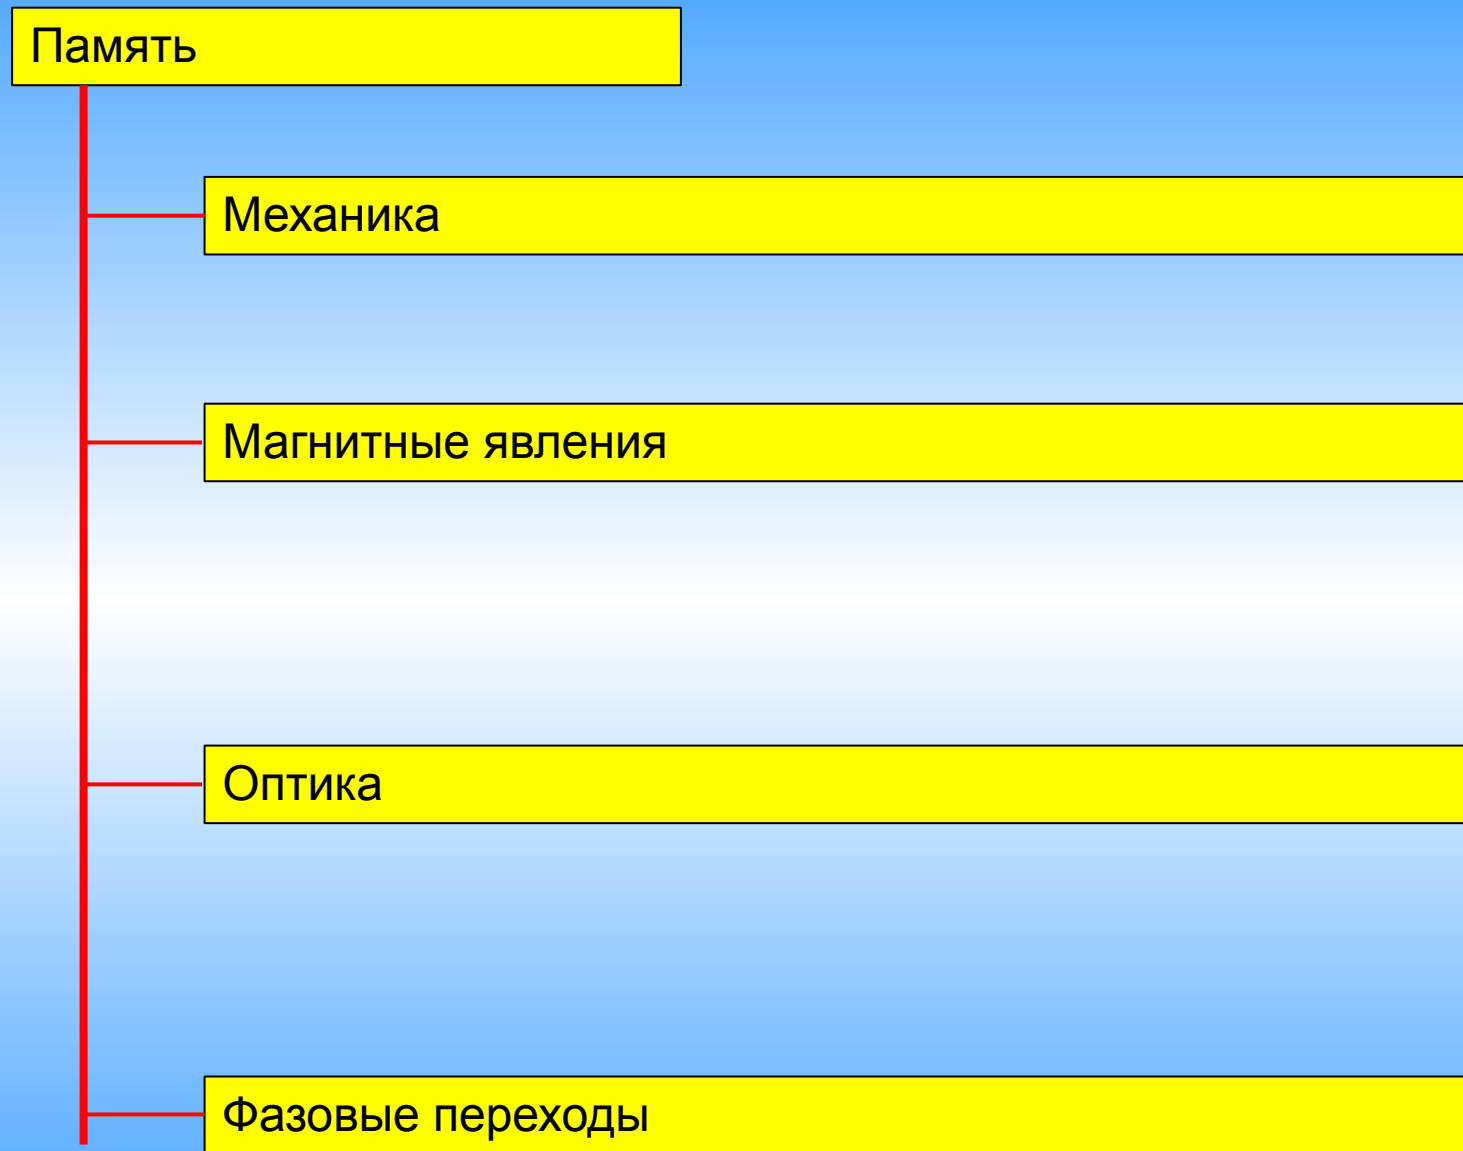 Память
Механика
Магнитные явления
Оптика
Фазовые переходы